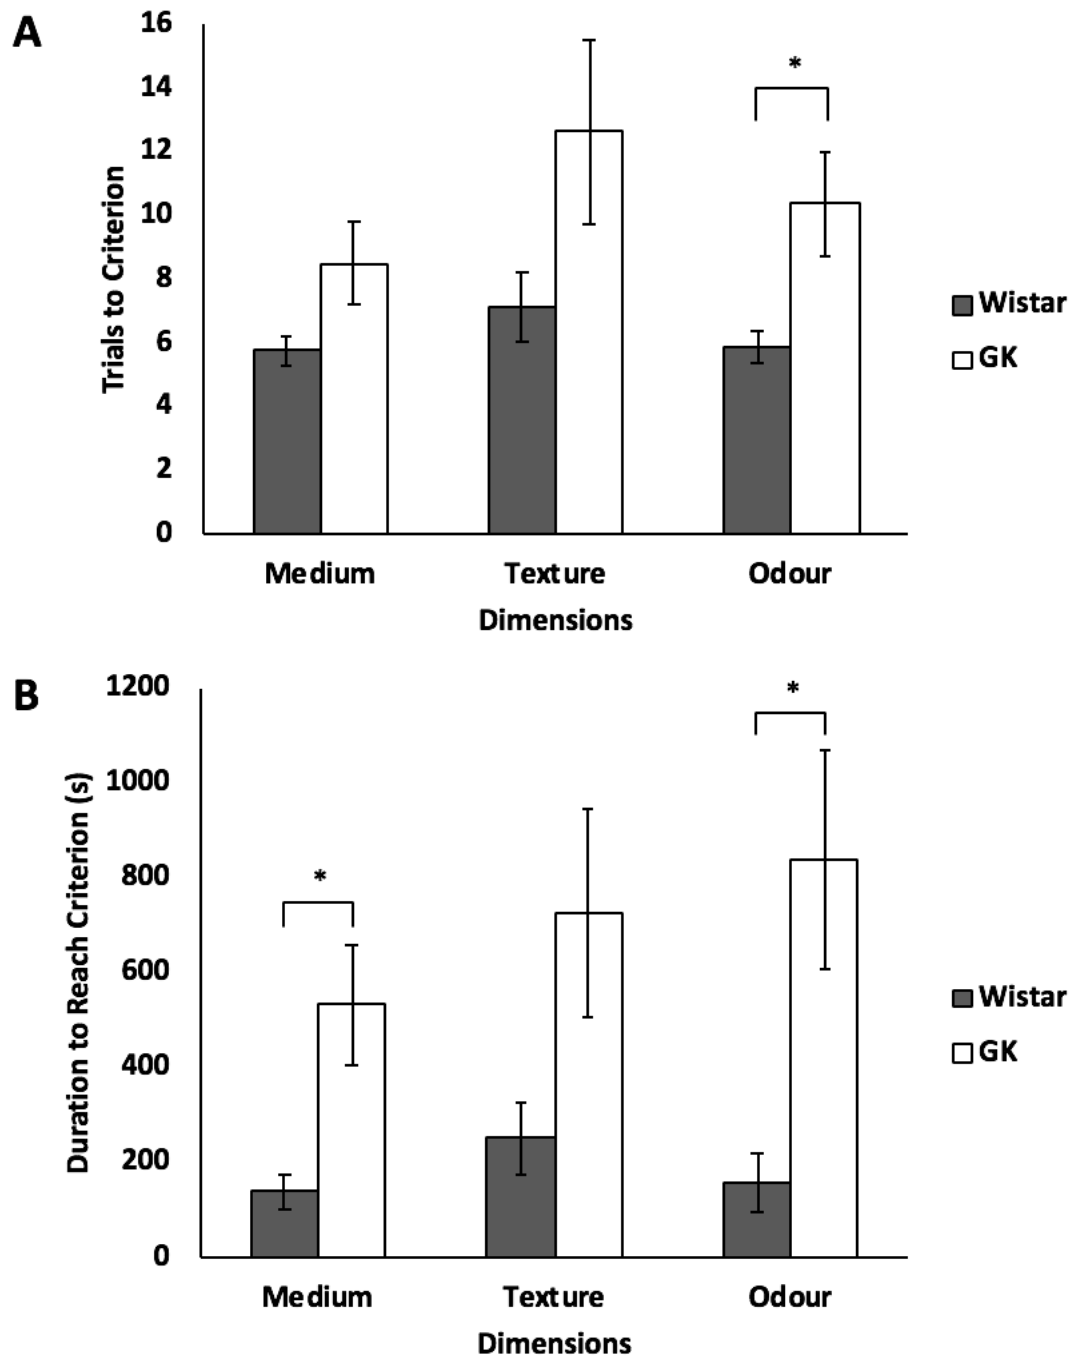 A
16
14
12
10
8
6
4
2
0
Trials to Criterion
*
Medium Texture Odour
Dimensions
Wistar
GK
B
1200
1000
800
600
400
200
0
Duration to Reach Criterion (s)
*
*
Medium Texture Odour
Dimensions
Wistar
GK